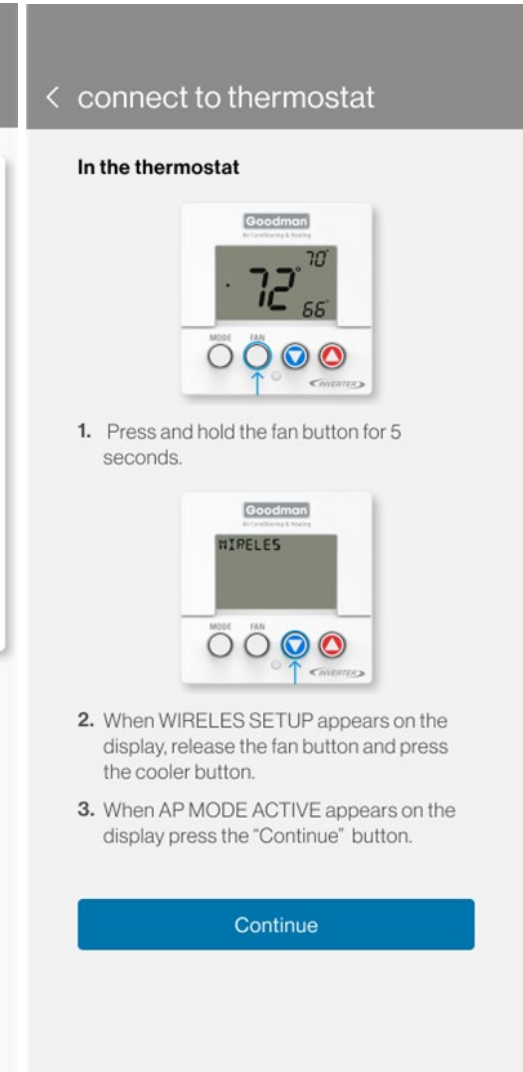 connect to thermostat
In the thermostat
Goodman
Air Conditioning & Heating
70°
72°
66°
MODE FAN
INVERTER
1. Press and hold the fan button for 5
seconds.
Goodman
Air Conditioning & Heating
WIRELES
MODE FAN
INVERTER
2. When WIRELES SETUP appears on the
display, release the fan button and press
the cooler button.
3. When AP MODE ACTIVE appears on the
display press the “Continue” button.
Continue